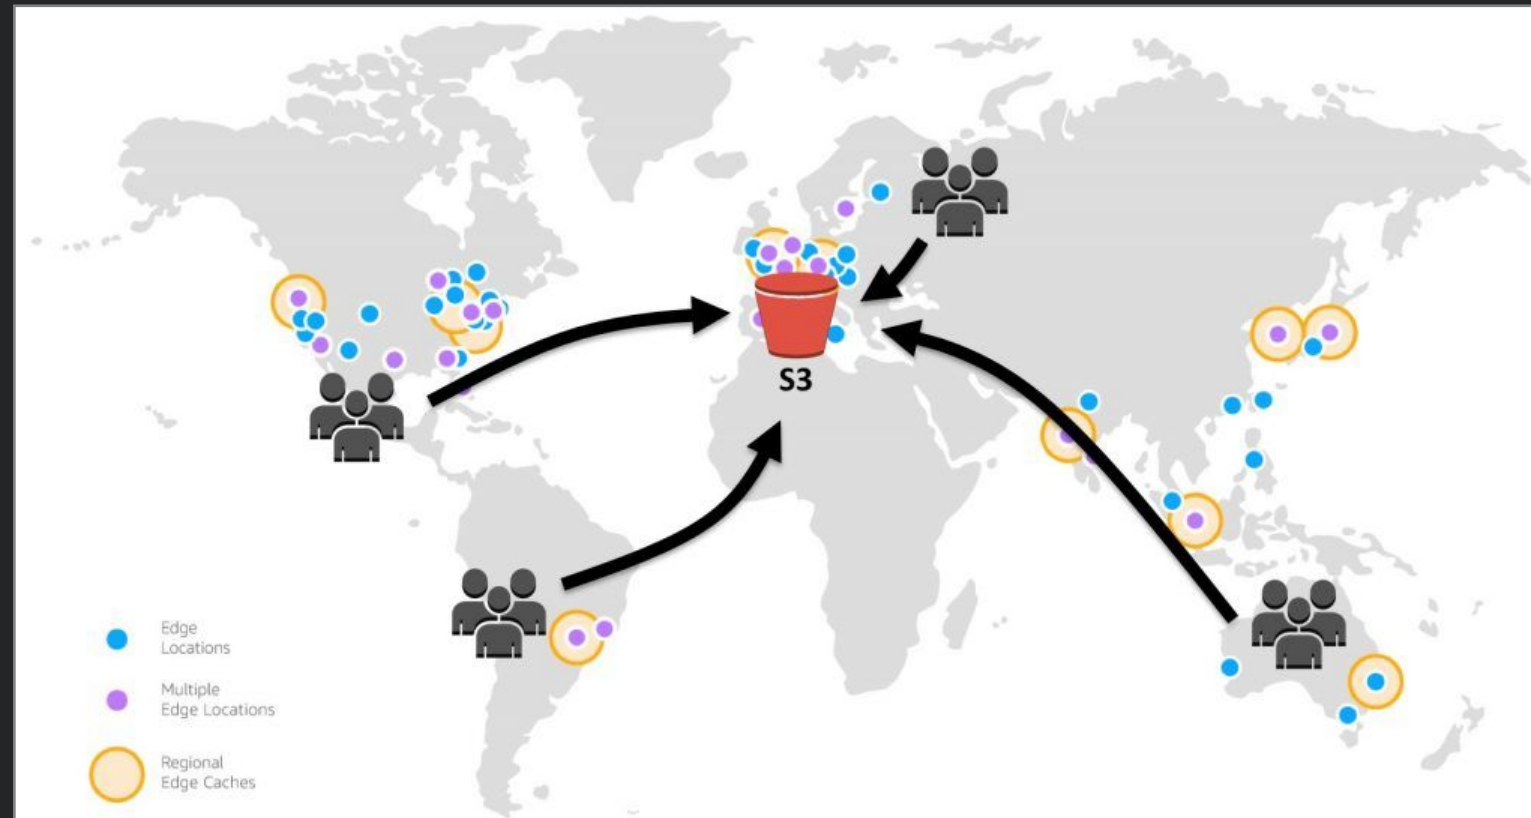 S3
Edge
Locations
Multiple
Edge Locations
Regional
Edge Caches